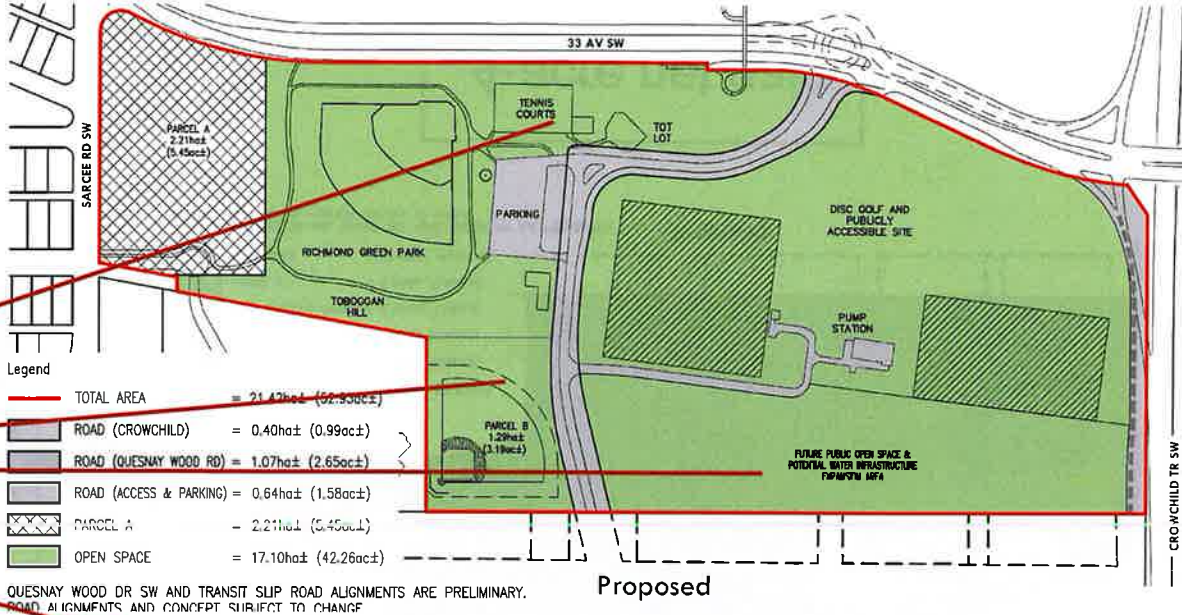 33 AV SW
SARCEE RD SW
PARCEL A
2.21ha±
(5.45ac±)
TENNIS
COURTS
TOT
LOT
PARKING
RICHMOND GREEN PARK
TOBOGGAN
HILL
DISC GOLF AND
PUBLICLY
ACCESSIBLE SITE
PUMP
STATION
PARCEL B
1.29ha±
(3.19ac±)
FUTURE PUBLIC OPEN SPACE &
POTENTIAL WATER INFRASTRUCTURE
EXPANSION AREA
CROWCHILD TR SW
Legend
TOTAL AREA = 21.42ha± (52.93ac±)
ROAD (CROWCHILD) = 0.40ha± (0.99ac±)
ROAD (QUESNAY WOOD RD) = 1.07ha± (2.65ac±)
ROAD (ACCESS & PARKING) = 0.64ha± (1.58ac±)
PARCEL A = 2.21ha± (5.45ac±)
OPEN SPACE = 17.10ha± (42.26ac±)
QUESNAY WOOD DR SW AND TRANSIT SLIP ROAD ALIGNMENTS ARE PRELIMINARY.
ROAD ALIGNMENTS AND CONCEPT SUBJECT TO CHANGE
Proposed